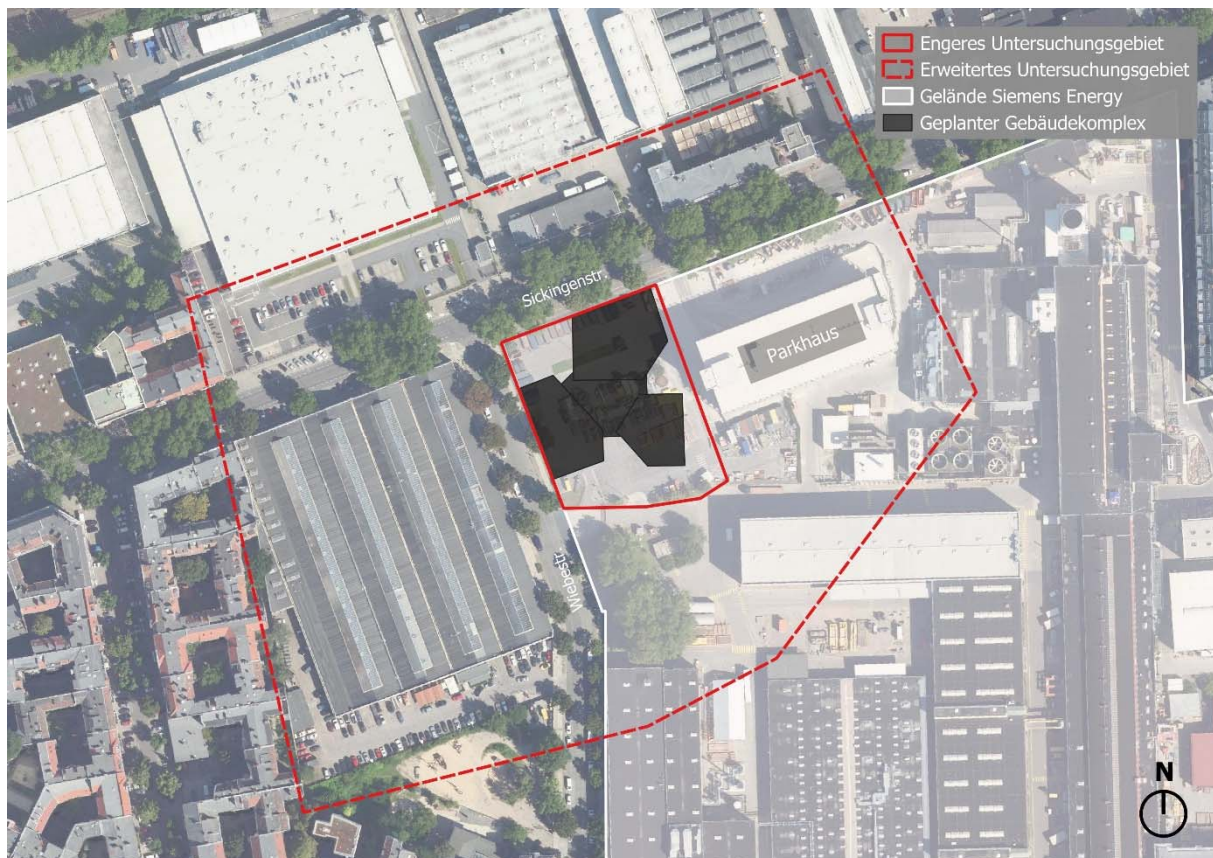 Engeres Untersuchungsgebiet
Erweitertes Untersuchungsgebiet
Gelände Siemens Energy
Geplanter Gebäudekomplex
Sickingenstr.
Parkhaus
Wiebestr.
N